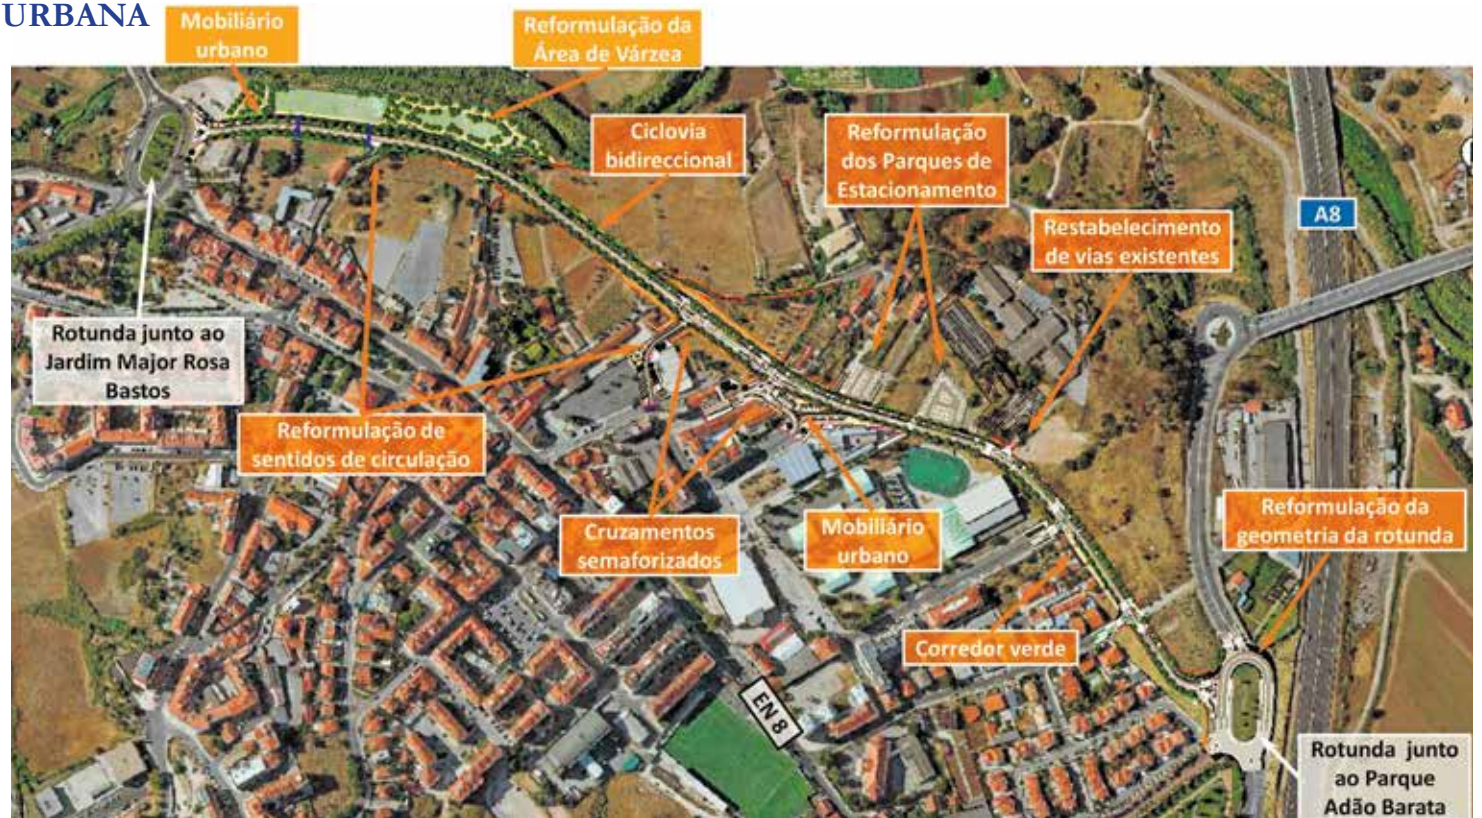 URBANA
Mobiliário
urbano
Reformulação da
Área de Várzea
Ciclovia
bidireccional
Reformulação
dos Parques de
Estacionamento
A8
Restabelecimento
de vias existentes
Rotunda junto ao
Jardim Major Rosa
Bastos
Reformulação de
sentidos de circulação
Cruzamentos
semaforizados
Mobiliário
urbano
Reformulação da
geometria da rotunda
Corredor verde
EN 8
Rotunda junto
ao Parque
Adão Barata